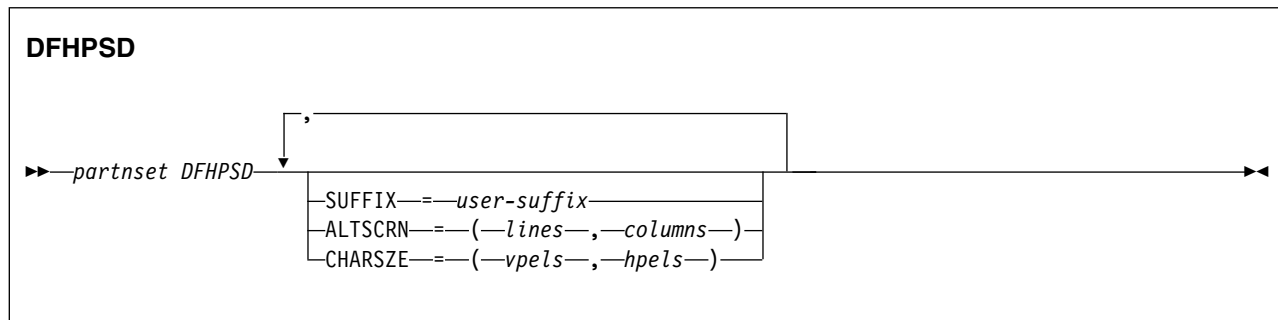 DFHPSD
,
partnset DFHPSD
SUFFIX = user-suffix
ALTSCRN = ( lines , columns )
CHARSZE = ( vpels , hpels )